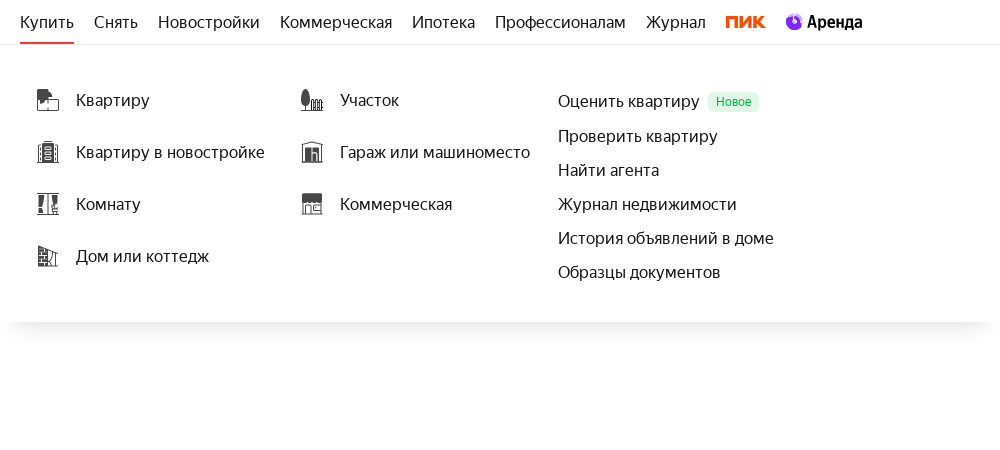 Купить Снять Новостройки Коммерческая Ипотека Профессионалам Журнал ПИК Аренда
Квартиру
Квартиру в новостройке
Комнату
Дом или коттедж
Участок
Гараж или машиноместо
Коммерческая
Оценить квартиру Новое
Проверить квартиру
Найти агента
Журнал недвижимости
История объявлений в доме
Образцы документов